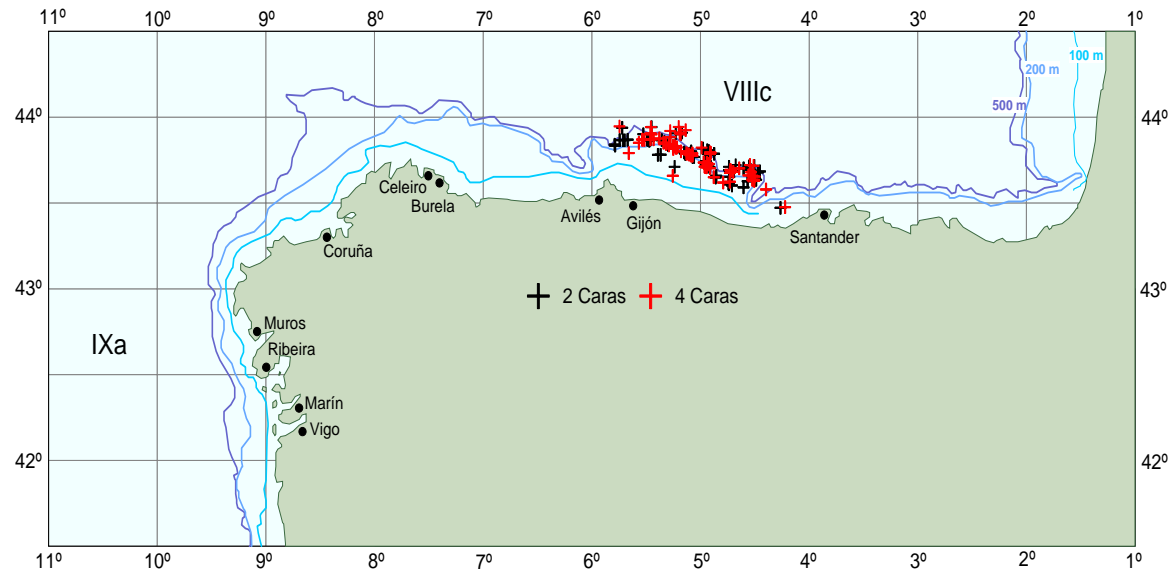 11º 10º 9º 8º 7º 6º 5º 4º 3º 2º 1º
100 m
200 m
VIIIc
500 m
44º 44º
Celeiro
Burela
Avilés
Gijón
Santander
Coruña
43º 43º
2 Caras 4 Caras
Muros
IXa
Ribeira
Marín
Vigo
42º 42º
11º 10º 9º 8º 7º 6º 5º 4º 3º 2º 1º